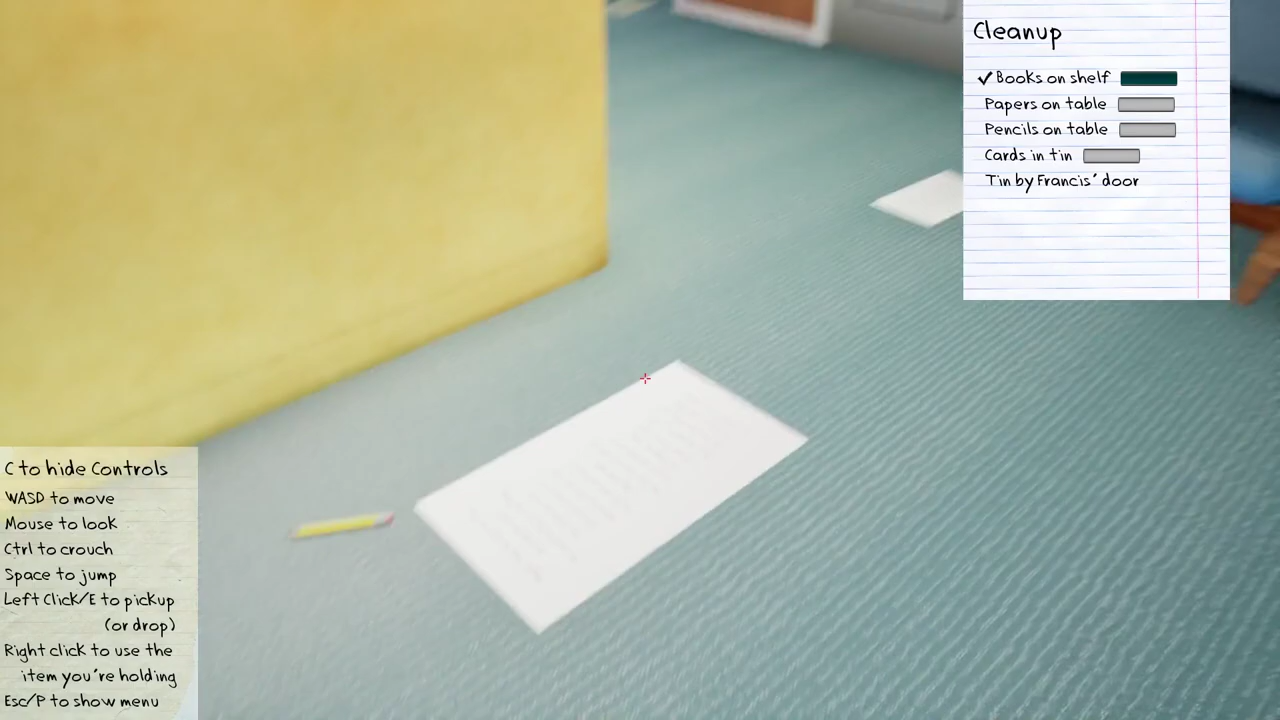 Cleanup
✓ Books on shelf
Papers on table
Pencils on table
Cards in tin
Tin by Francis' door
C to hide Controls
WASD to move
Mouse to look
Ctrl to crouch
Space to jump
Left Click/E to pickup
(or drop)
Right click to use the
item you're holding
Esc/P to show menu